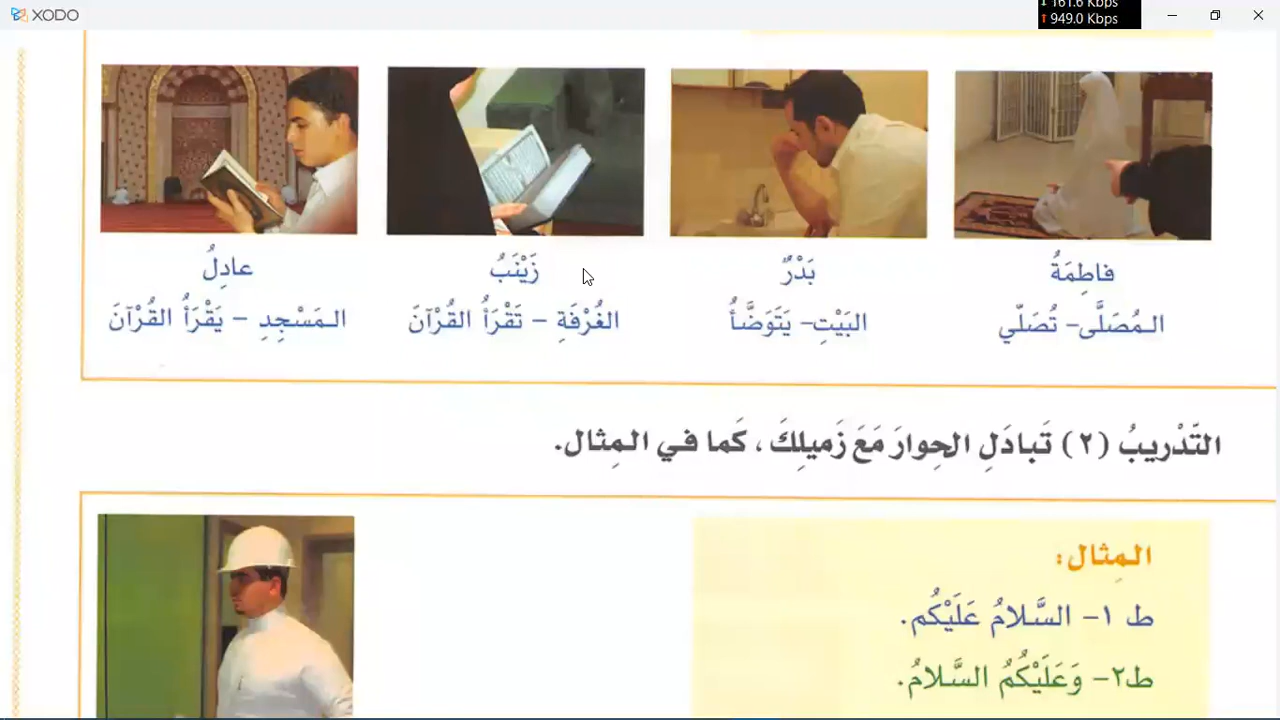 XODO
161.6 Kbps
949.0 Kbps
فاطِمَةُ
المُصَلَّى – تُصَلّي
بَدْرٌ
البَيْتِ – يَتَوَضَّأُ
زَيْنَبُ
الغُرْفَةِ – تَقْرَأُ القُرْآنَ
عادِلُ
المَسْجِدِ – يَقْرَأُ القُرْآنَ
التَّدْريبُ (٢) تَبادَلِ الحِوارَ مَعَ زَميلِكَ، كَما في المِثال.
المِثال:
ط ١- السَّلامُ عَلَيْكُم.
ط٢- وَعَلَيْكُمُ السَّلامُ.